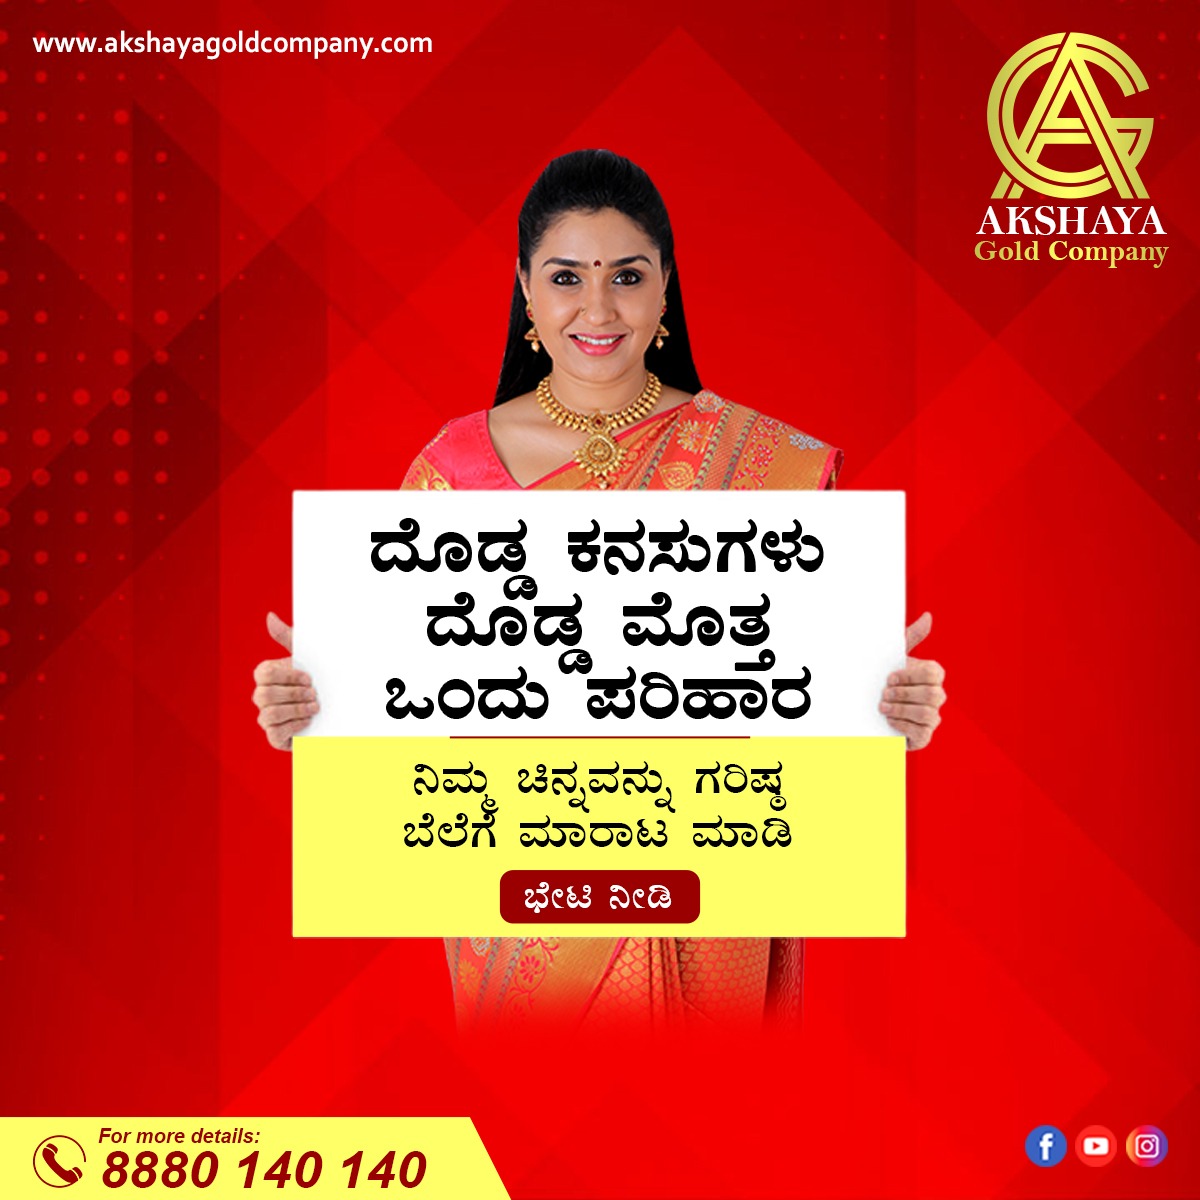 www.akshayagoldcompany.com
AKSHAYA
Gold Company
ದೊಡ್ಡ ಕನಸುಗಳು
ದೊಡ್ಡ ಮೊತ್ತ
ಒಂದು ಪರಿಹಾರ
ನಿಮ್ಮ ಚಿನ್ನವನ್ನು ಗರಿಷ್ಠ
ಬೆಲೆಗೆ ಮಾರಾಟ ಮಾಡಿ
ಭೇಟಿ ನೀಡಿ
For more details:
8880 140 140